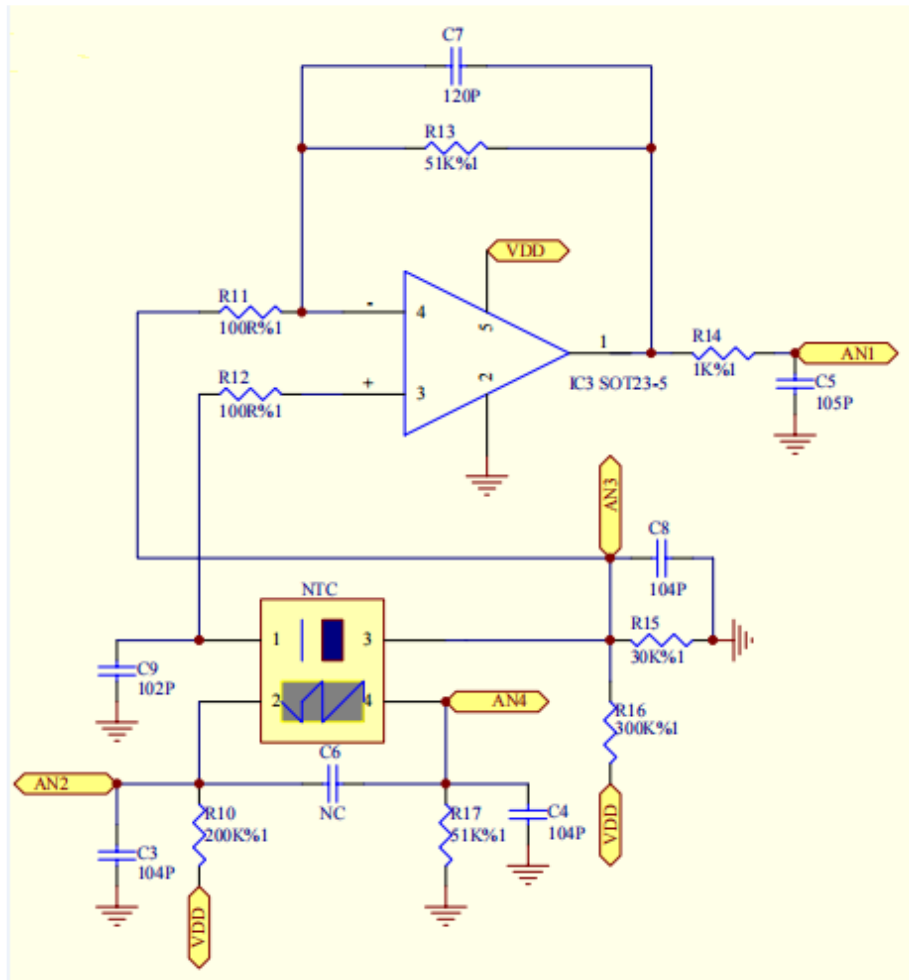 C7
120P
R13
51K%1
VDD
R11
100R%1
-
4
5
1
R14
1K%1
AN1
R12
100R%1
+
3
2
IC3 SOT23-5
C5
105P
AN3
C8
104P
NTC
1
3
R15
30K%1
C9
102P
2
4
AN4
R16
300K%1
C6
AN2
NC
R10
200K%1
R17
51K%1
C4
104P
VDD
C3
104P
VDD